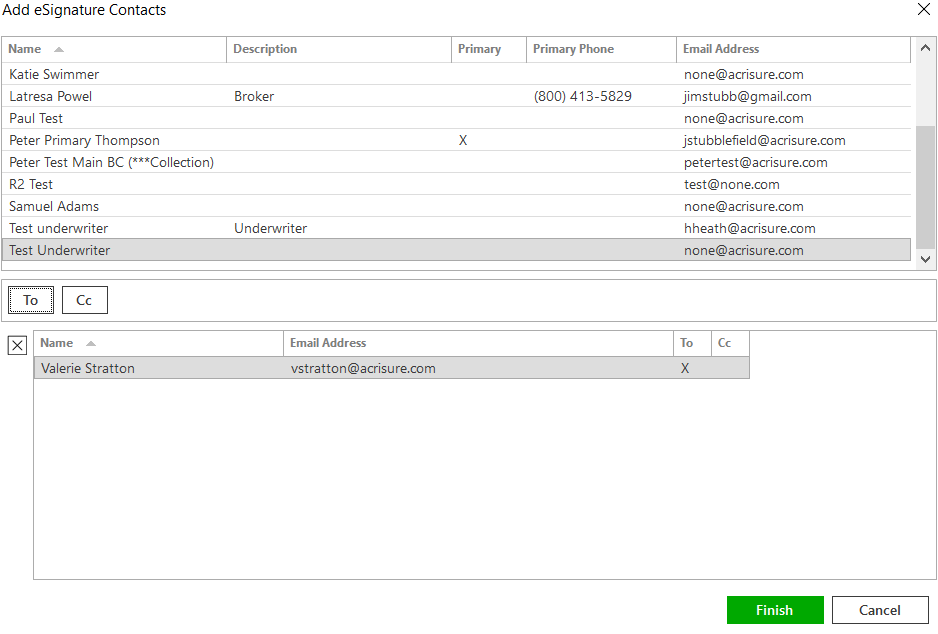 Add eSignature Contacts
Name Description Primary Primary Phone Email Address
Katie Swimmer none@acrisure.com
Latresa Powel Broker (800) 413-5829 jimstubb@gmail.com
Paul Test none@acrisure.com
Peter Primary Thompson X jstubblefield@acrisure.com
Peter Test Main BC (***Collection) petertest@acrisure.com
R2 Test test@none.com
Samuel Adams none@acrisure.com
Test underwriter Underwriter hheath@acrisure.com
Test Underwriter none@acrisure.com
To Cc
Name Email Address To Cc
Valerie Stratton vstratton@acrisure.com X
Finish Cancel